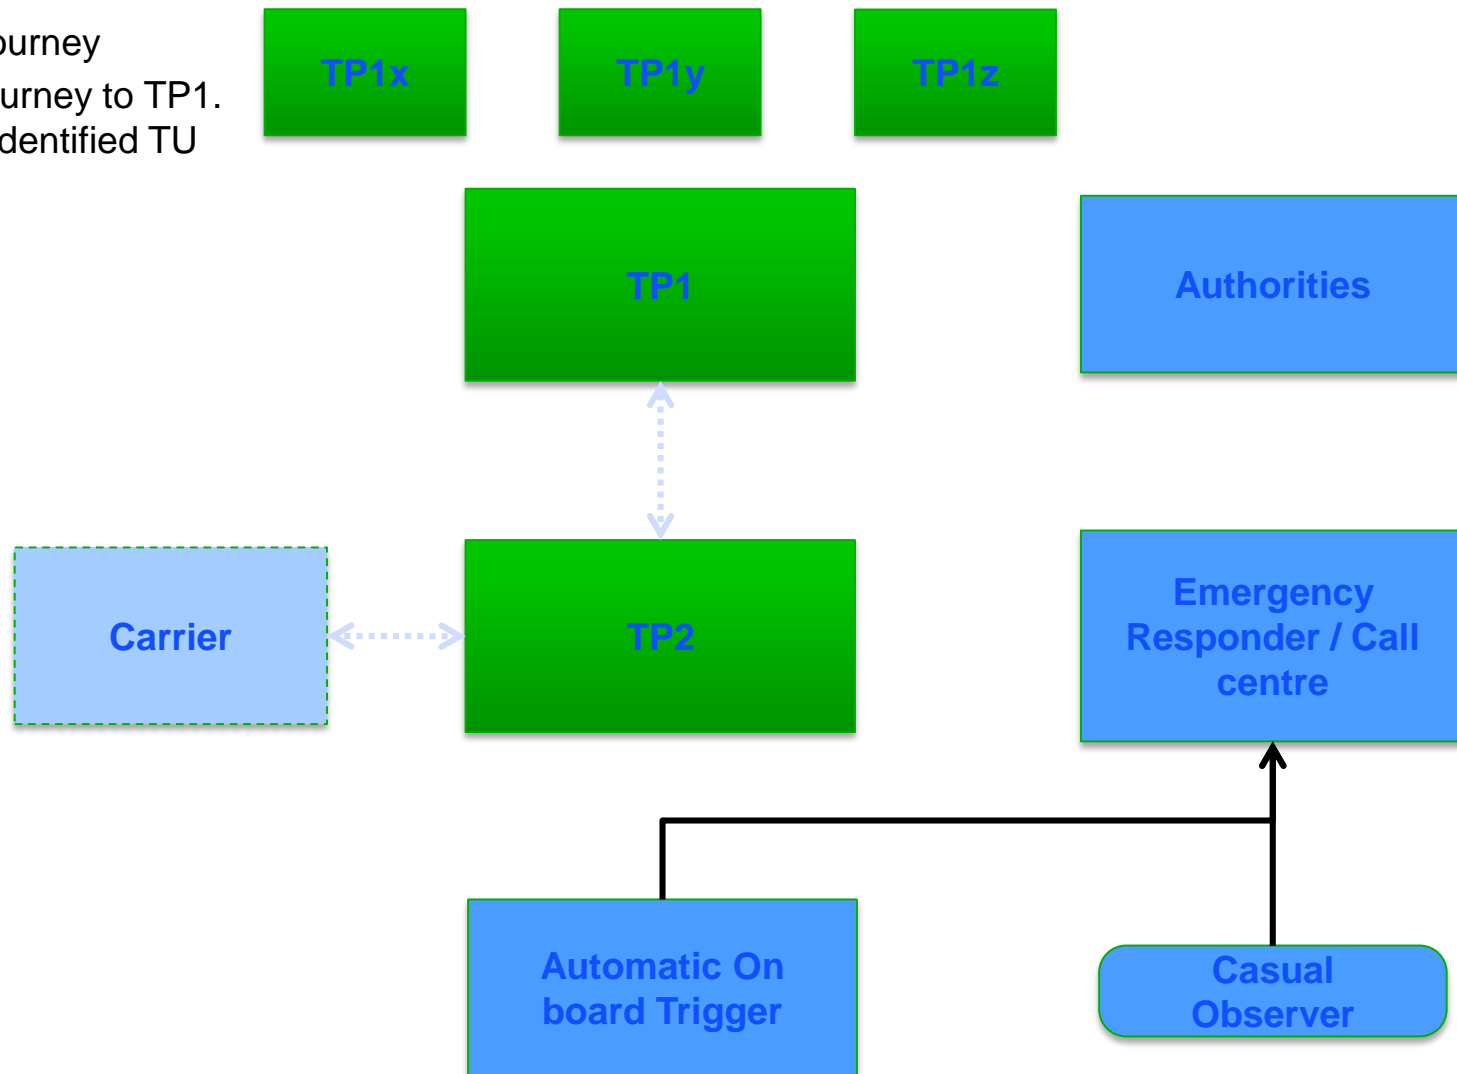 ourney
urney to TP1.
dentified TU
TP1x
TP1y
TP1z
TP1
Authorities
Carrier
TP2
Emergency
Responder / Call
centre
Automatic On
board Trigger
Casual
Observer